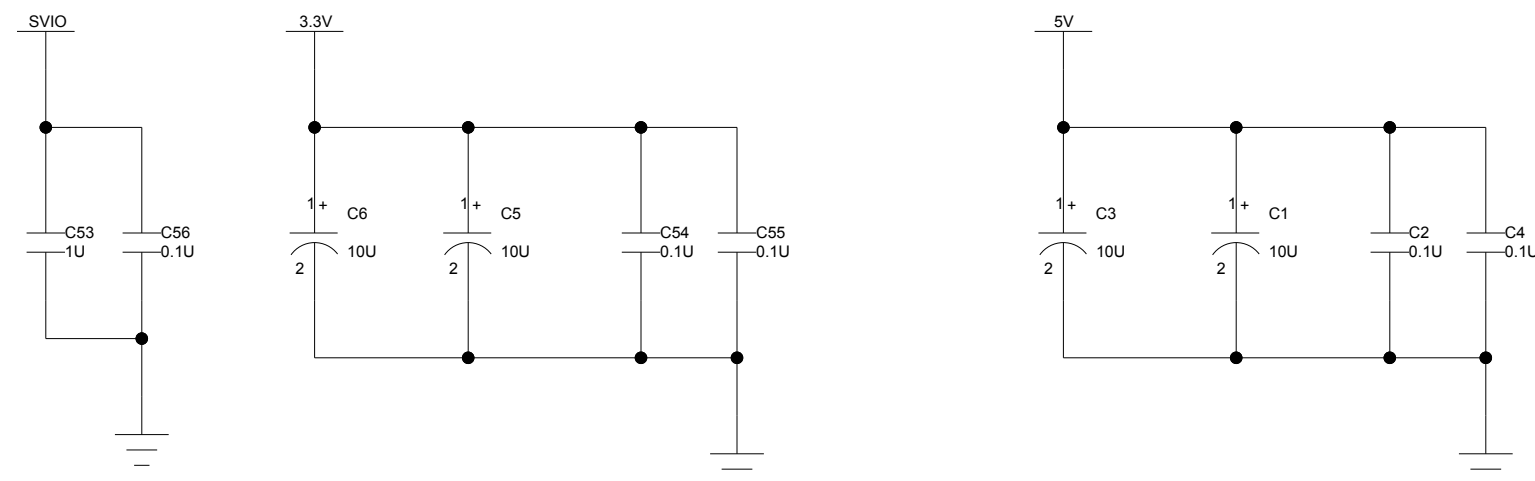 SVIO
3.3V
5V
1 +
C6
10U
2
1 +
C5
10U
2
1 +
C3
10U
2
1 +
C1
10U
2
C53
1U
C56
0.1U
C54
0.1U
C55
0.1U
C2
0.1U
C4
0.1U